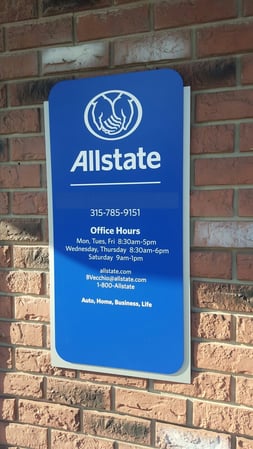 Allstate
315-785-9151
Office Hours
Mon, Tues, Fri 8:30am-5pm
Wednesday, Thursday 8:30am-6pm
Saturday 9am-1pm
allstate.com
BVecchio@allstate.com
1-800-Allstate
Auto, Home, Business, Life